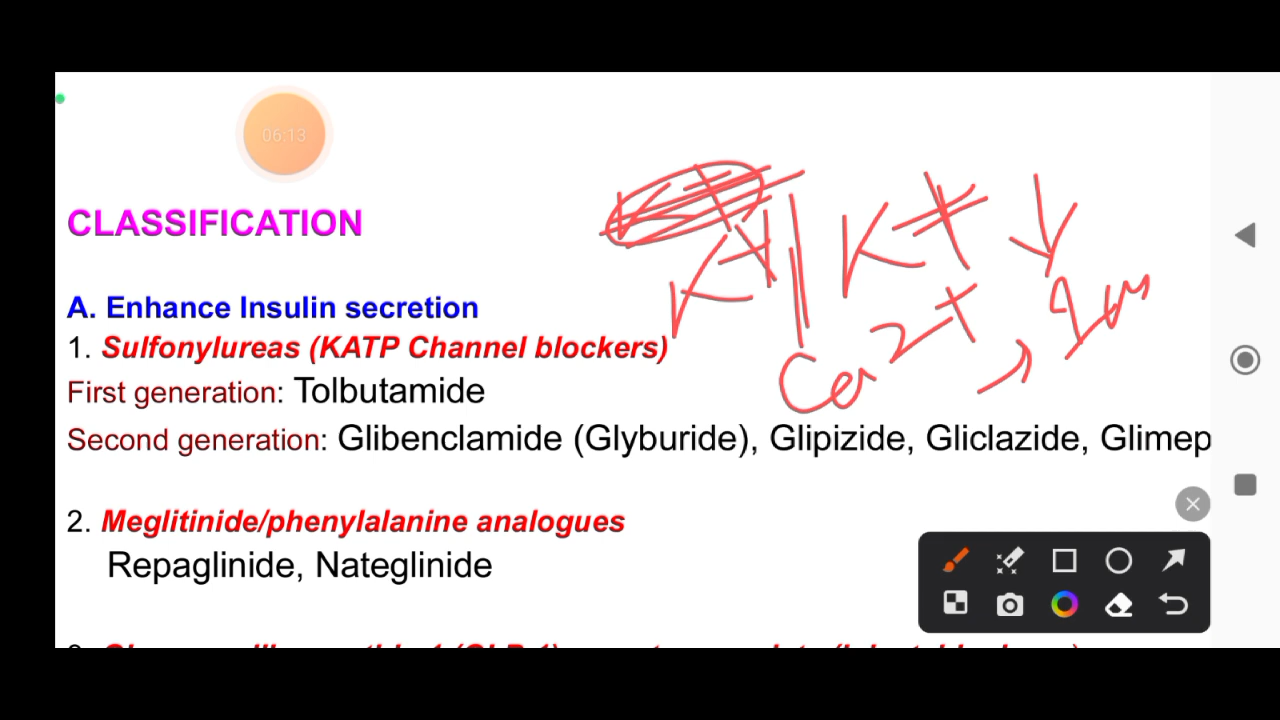 06:13
CLASSIFICATION
K+ K+
Ca2+
A. Enhance Insulin secretion
1. Sulfonylureas (KATP Channel blockers)
First generation: Tolbutamide
Second generation: Glibenclamide (Glyburide), Glipizide, Gliclazide, Glimep
2. Meglitinide/phenylalanine analogues
Repaglinide, Nateglinide